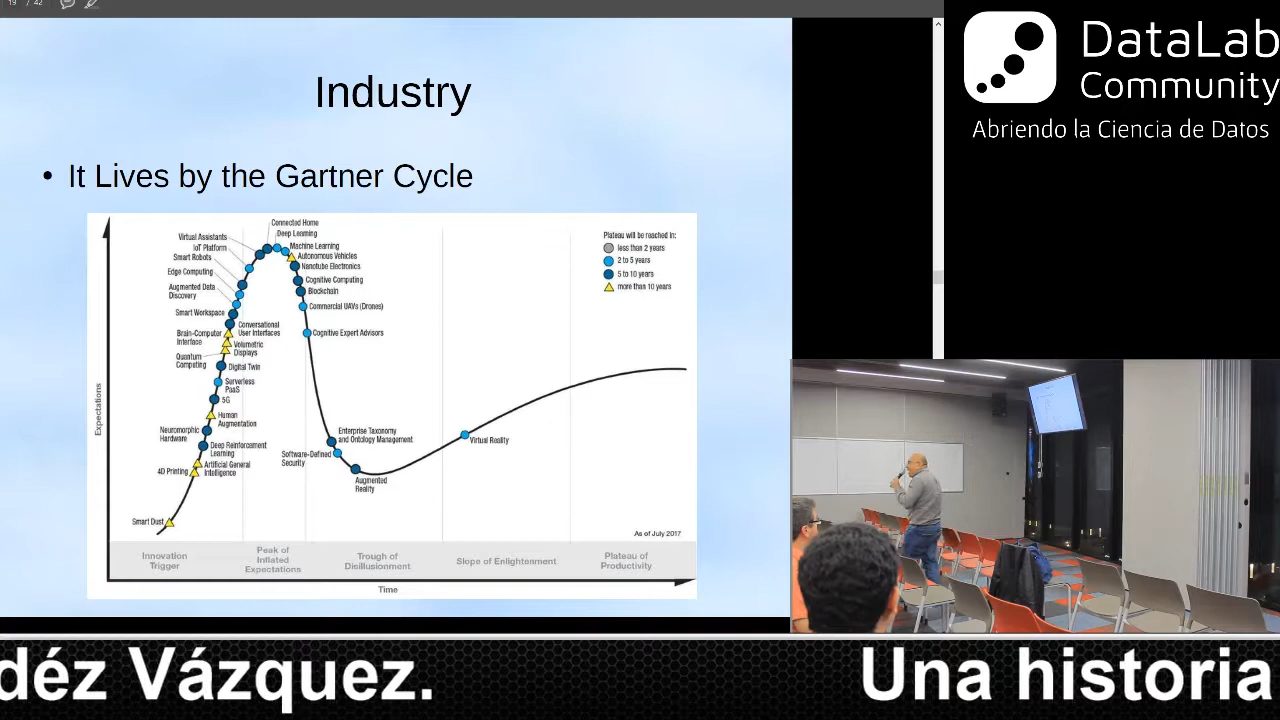 19 / 42
Industry
• It Lives by the Gartner Cycle
Connected Home
Deep Learning
Virtual Assistants
Machine Learning
IoT Platform
Autonomous Vehicles
Smart Robots
Nanotube Electronics
Edge Computing
Cognitive Computing
Augmented Data
Discovery
Blockchain
Commercial UAVs (Drones)
Smart Workspace
Conversational
User Interfaces
Cognitive Expert Advisors
Brain-Computer
Interface
Volumetric
Displays
Quantum
Computing
Digital Twin
Serverless
PaaS
5G
Human
Augmentation
Neuromorphic
Hardware
Deep Reinforcement
Learning
Artificial General
Intelligence
4D Printing
Smart Dust
Enterprise Taxonomy
and Ontology Management
Software-Defined
Security
Augmented
Reality
Virtual Reality
Plateau will be reached in:
less than 2 years
2 to 5 years
5 to 10 years
more than 10 years
As of July 2017
Expectations
Innovation
Trigger
Peak of
Inflated
Expectations
Trough of
Disillusionment
Slope of Enlightenment
Plateau of
Productivity
Time
DataLab
Community
Abriendo la Ciencia de Datos
déz Vázquez. Una historia